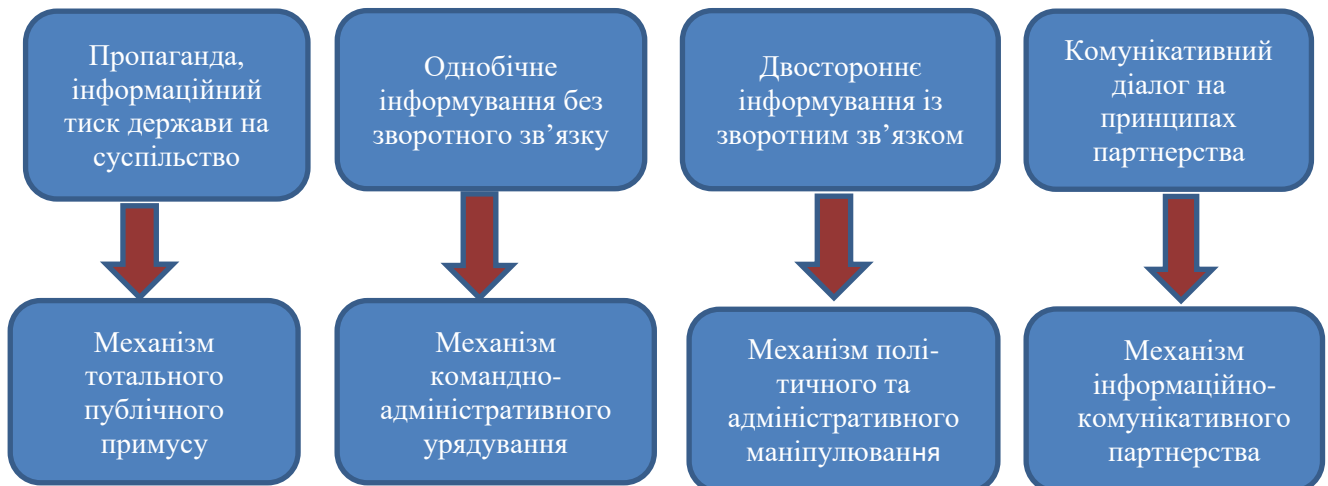 Пропаганда,
інформаційний
тиск держави на
суспільство
Однобічне
інформування без
зворотного зв’язку
Двостороннє
інформування із
зворотним зв’язком
Комунікативний
діалог на
принципах
партнерства
Механізм
тотального
публічного
примусу
Механізм
командно-
адміністративного
урядування
Механізм полі-
тичного та
адміністративного
маніпулювання
Механізм
інформаційно-
комунікативного
партнерства